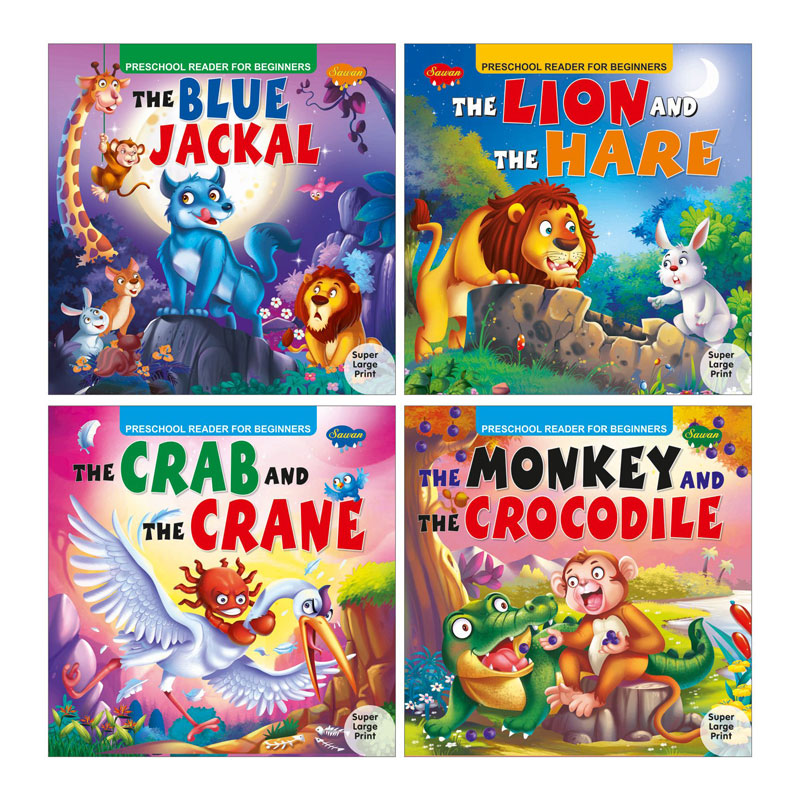 PRESCHOOL READER FOR BEGINNERS
Sawan
THE BLUE
JACKAL
Super
Large
Print
PRESCHOOL READER FOR BEGINNERS
Sawan
THE LION AND
THE HARE
Super
Large
Print
PRESCHOOL READER FOR BEGINNERS
Sawan
THE CRAB AND
THE CRANE
Super
Large
Print
PRESCHOOL READER FOR BEGINNERS
Sawan
THE MONKEY AND
THE CROCODILE
Super
Large
Print